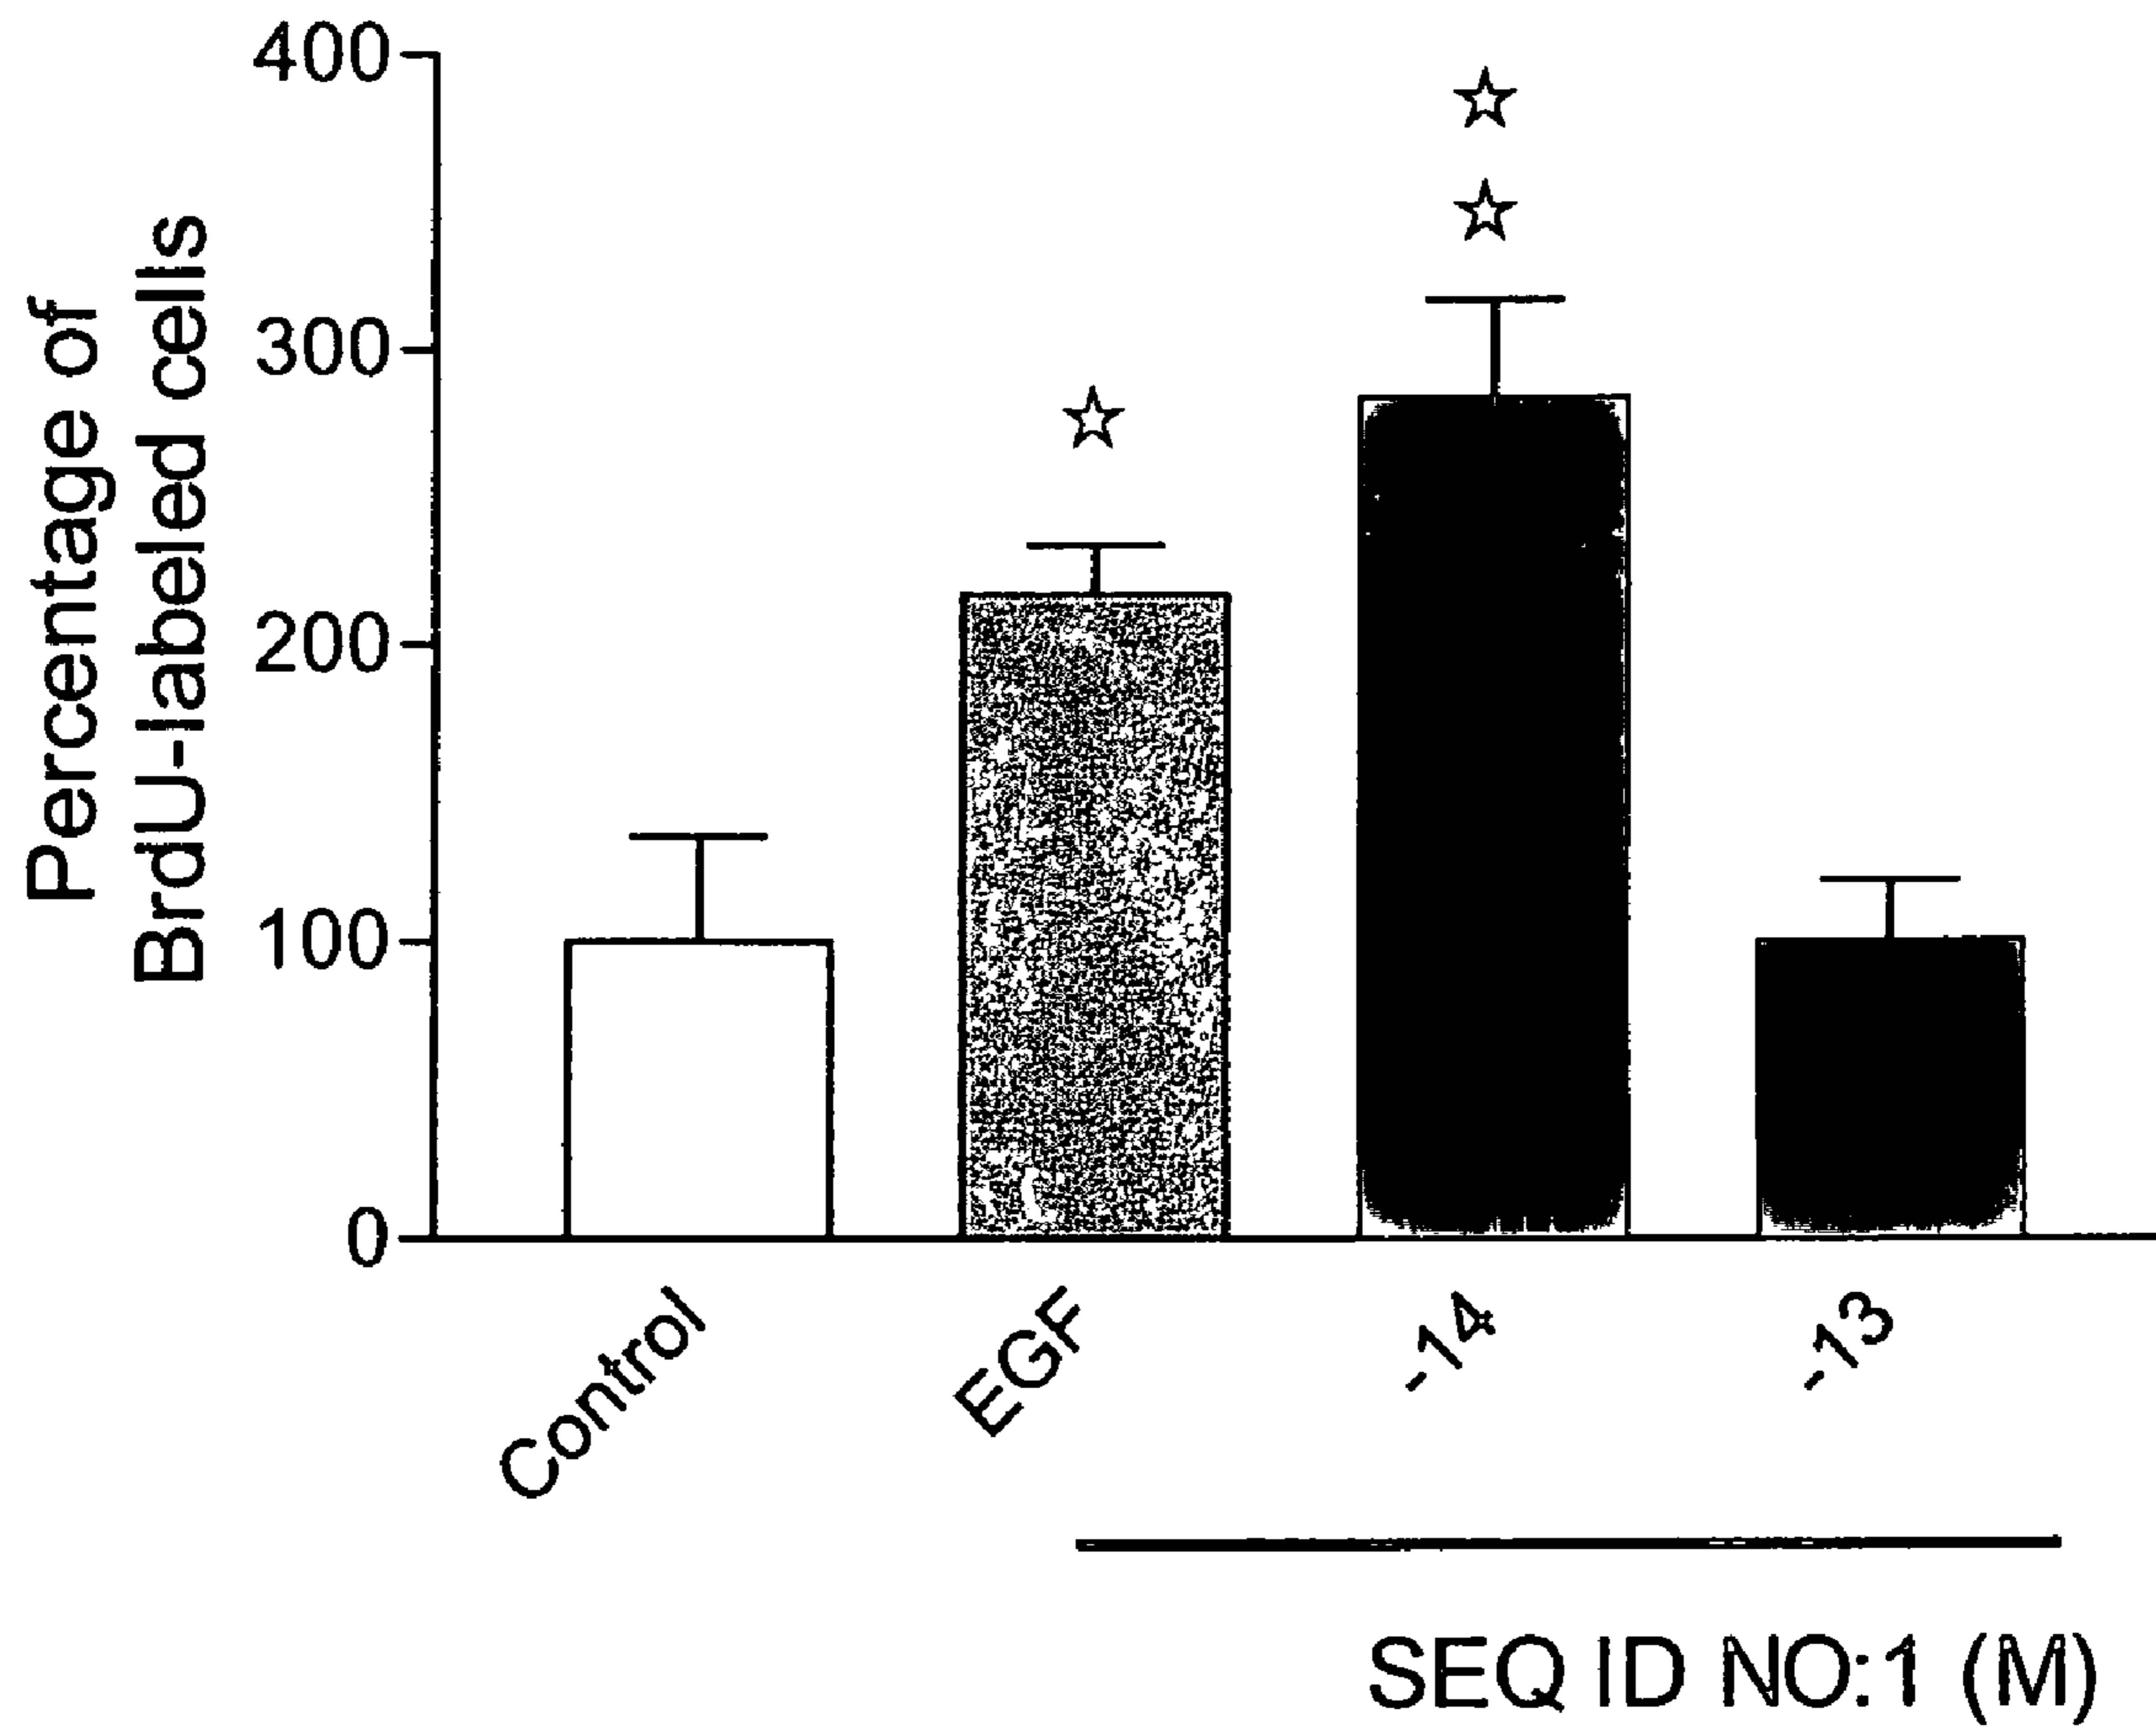 Percentage of
BrdU-labeled cells
400
300
200
100
0
Control
EGF
-14
-13
SEQ ID NO:1 (M)